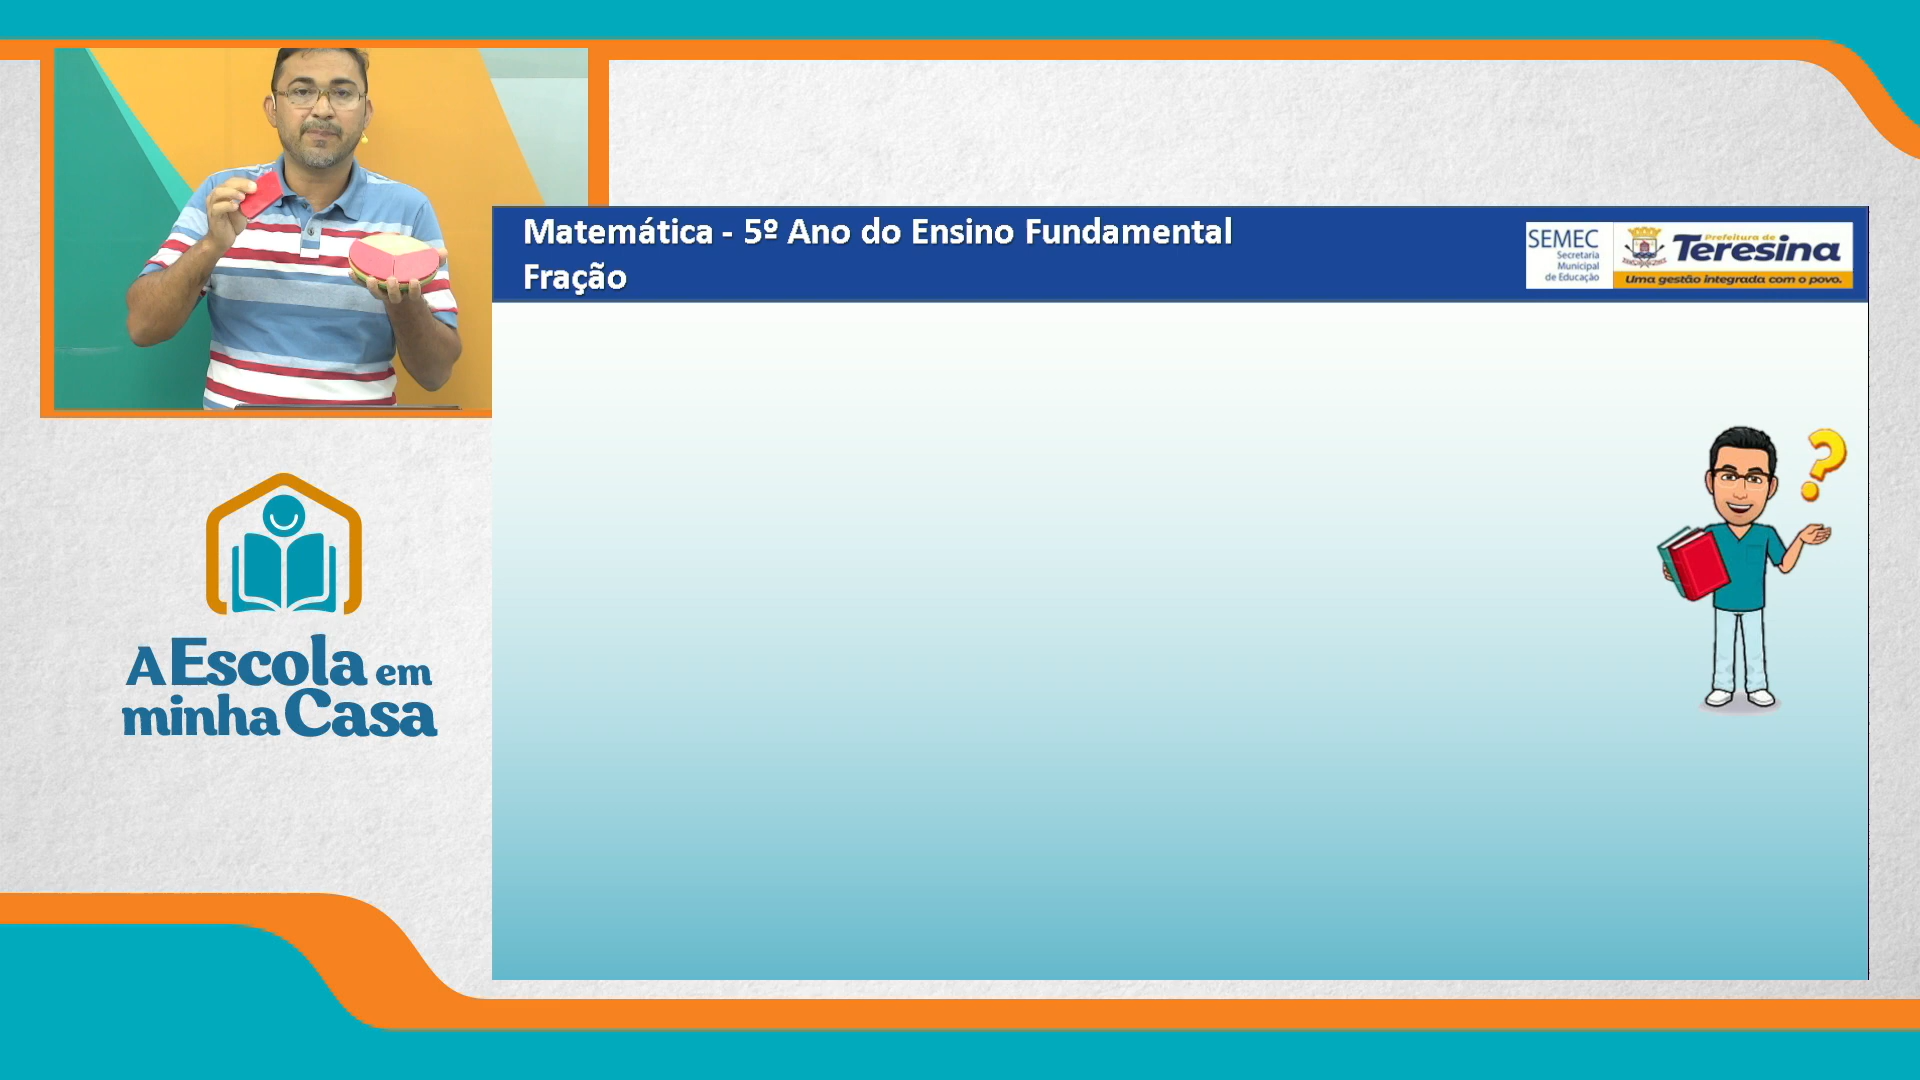 Matemática - 5º Ano do Ensino Fundamental
Fração
SEMEC
Secretaria
Municipal
de Educação
Prefeitura de
Teresina
Uma gestão integrada com o povo.
A Escola em
minha Casa